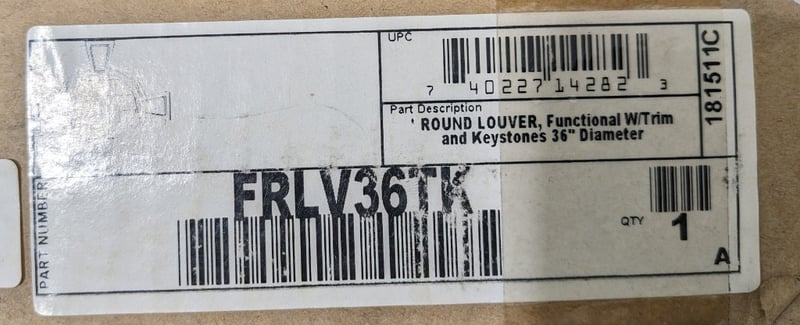 UPC
7 40227 14282 3
Part Description
' ROUND LOUVER, Functional W/Trim
and Keystones 36" Diameter
181511C
PART NUMBER
FRLV36TK
QTY 1
A